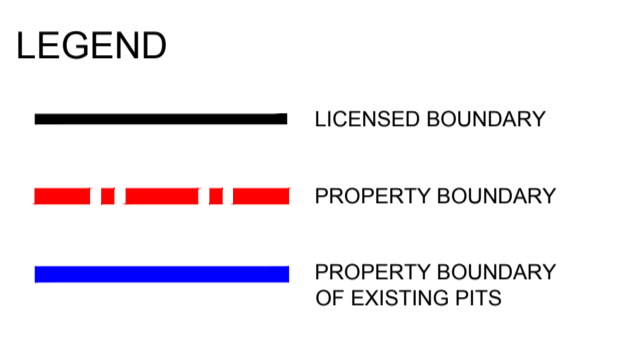 LEGEND
LICENSED BOUNDARY
PROPERTY BOUNDARY
PROPERTY BOUNDARY
OF EXISTING PITS